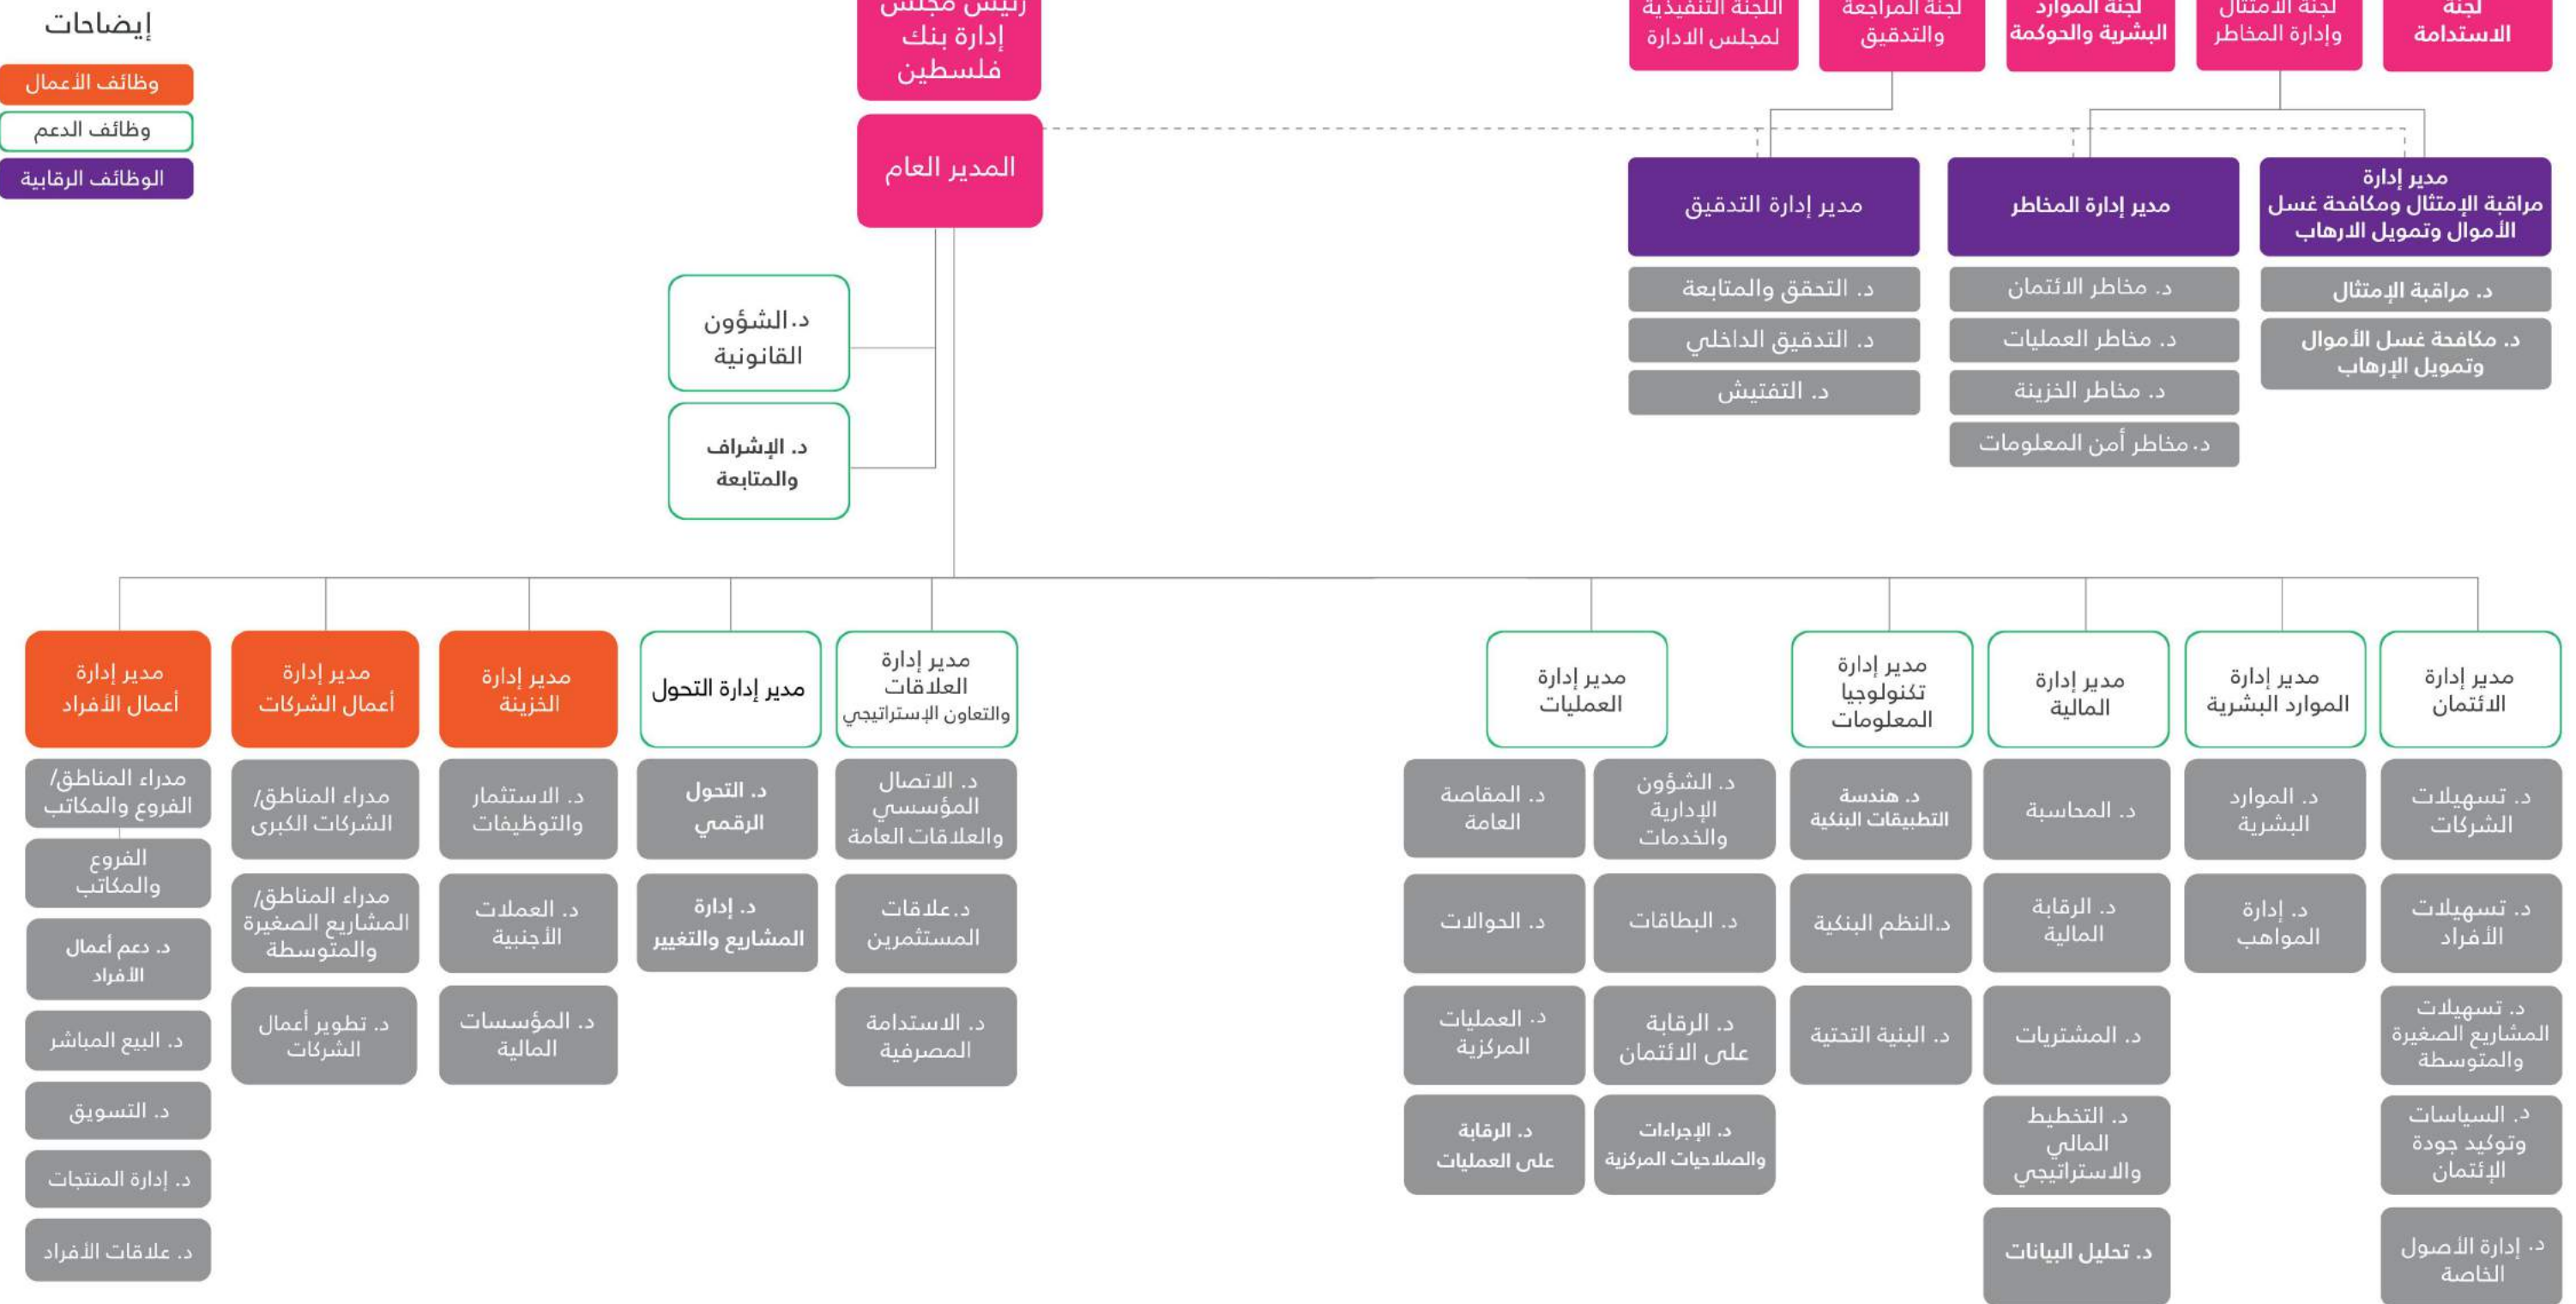 لجنة
الاستدامة
لجنة الامتثال
وإدارة المخاطر
لجنة الموارد
البشرية والحوكمة
لجنة المراجعة
والتدقيق
اللجنة التنفيذية
لمجلس الادارة
رئيس مجلس
إدارة بنك
فلسطين
المدير العام
إيضاحات
وظائف الأعمال
وظائف الدعم
الوظائف الرقابية
مدير إدارة
مراقبة الإمتثال ومكافحة غسل
الأموال وتمويل الارهاب
د. مراقبة الإمتثال
د. مكافحة غسل الأموال
وتمويل الإرهاب
مدير إدارة المخاطر
د. مخاطر الائتمان
د. مخاطر العمليات
د. مخاطر الخزينة
د. مخاطر أمن المعلومات
مدير إدارة التدقيق
د. التحقق والمتابعة
د. التدقيق الداخلي
د. التفتيش
د. الشؤون
القانونية
د. الإشراف
والمتابعة
مدير إدارة
الائتمان
د. تسهيلات
الشركات
د. تسهيلات
الأفراد
د. تسهيلات
المشاريع الصغيرة
والمتوسطة
د. السياسات
وتوكيد جودة
الإئتمان
د. إدارة الأصول
الخاصة
مدير إدارة
الموارد البشرية
د. الموارد
البشرية
د. إدارة
المواهب
مدير إدارة
المالية
د. المحاسبة
د. الرقابة
المالية
د. المشتريات
د. التخطيط
المالي
والاستراتيجي
د. تحليل البيانات
مدير إدارة
تكنولوجيا
المعلومات
د. هندسة
التطبيقات البنكية
د.النظم البنكية
د. البنية التحتية
مدير إدارة
العمليات
د. الشؤون
الإدارية
والخدمات
د. البطاقات
د. الرقابة
على الائتمان
د. الإجراءات
والصلاحيات المركزية
د. المقاصة
العامة
د. الحوالات
د. العمليات
المركزية
د. الرقابة
على العمليات
مدير إدارة
العلاقات
والتعاون الإستراتيجي
د. الاتصال
المؤسسي
والعلاقات العامة
د.علاقات
المستثمرين
د. الاستدامة
المصرفية
مدير إدارة التحول
د. التحول
الرقمي
د. إدارة
المشاريع والتغيير
مدير إدارة
الخزينة
د. الاستثمار
والتوظيفات
د. العملات
الأجنبية
د. المؤسسات
المالية
مدير إدارة
أعمال الشركات
مدراء المناطق/
الشركات الكبرى
مدراء المناطق/
المشاريع الصغيرة
والمتوسطة
د. تطوير أعمال
الشركات
مدير إدارة
أعمال الأفراد
مدراء المناطق/
الفروع والمكاتب
الفروع
والمكاتب
د. دعم أعمال
الأفراد
د. البيع المباشر
د. التسويق
د. إدارة المنتجات
د. علاقات الأفراد